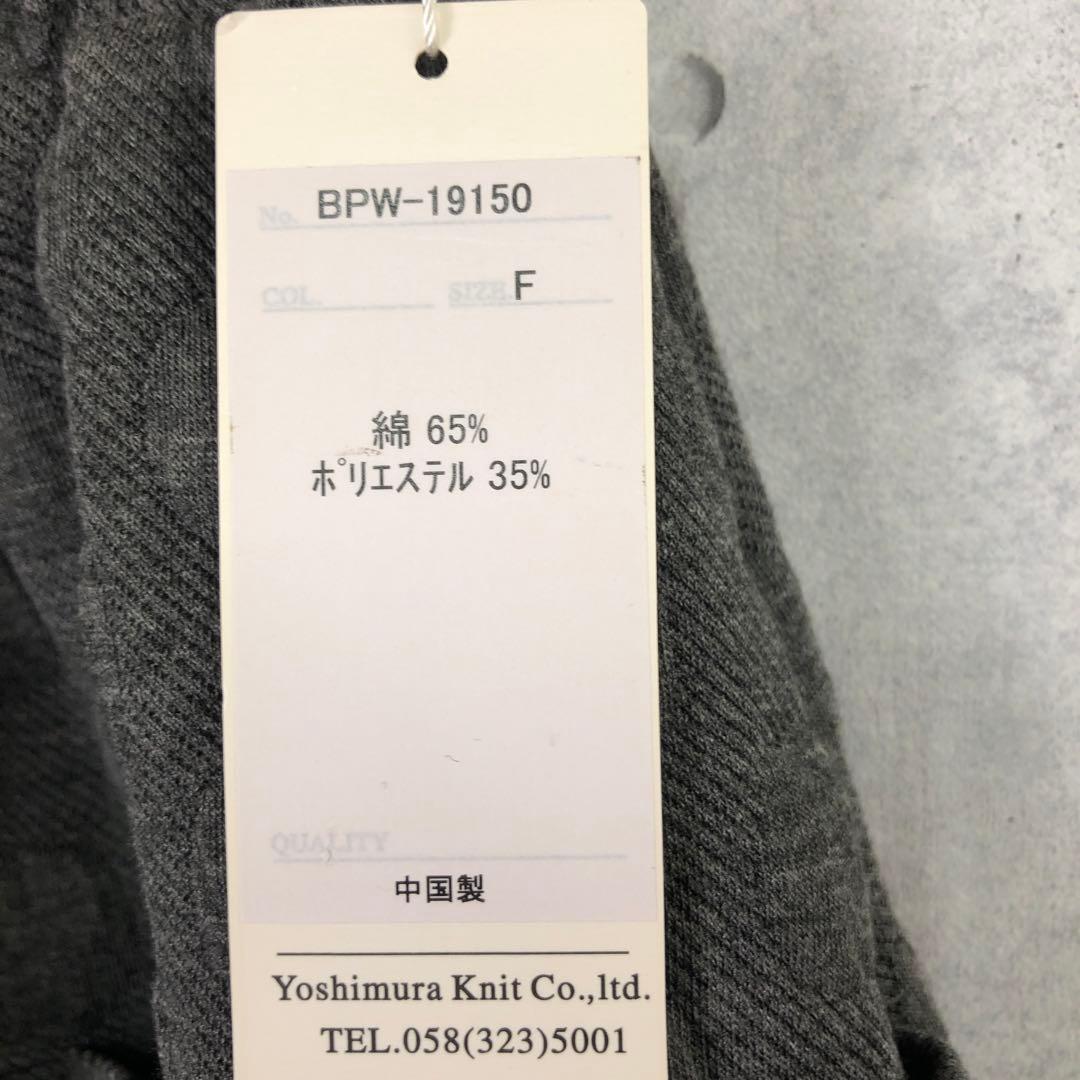 No. BPW-19150
COL. SIZE. F
綿 65%
ポリエステル 35%
QUALITY
中国製
Yoshimura Knit Co.,ltd.
TEL.058(323)5001